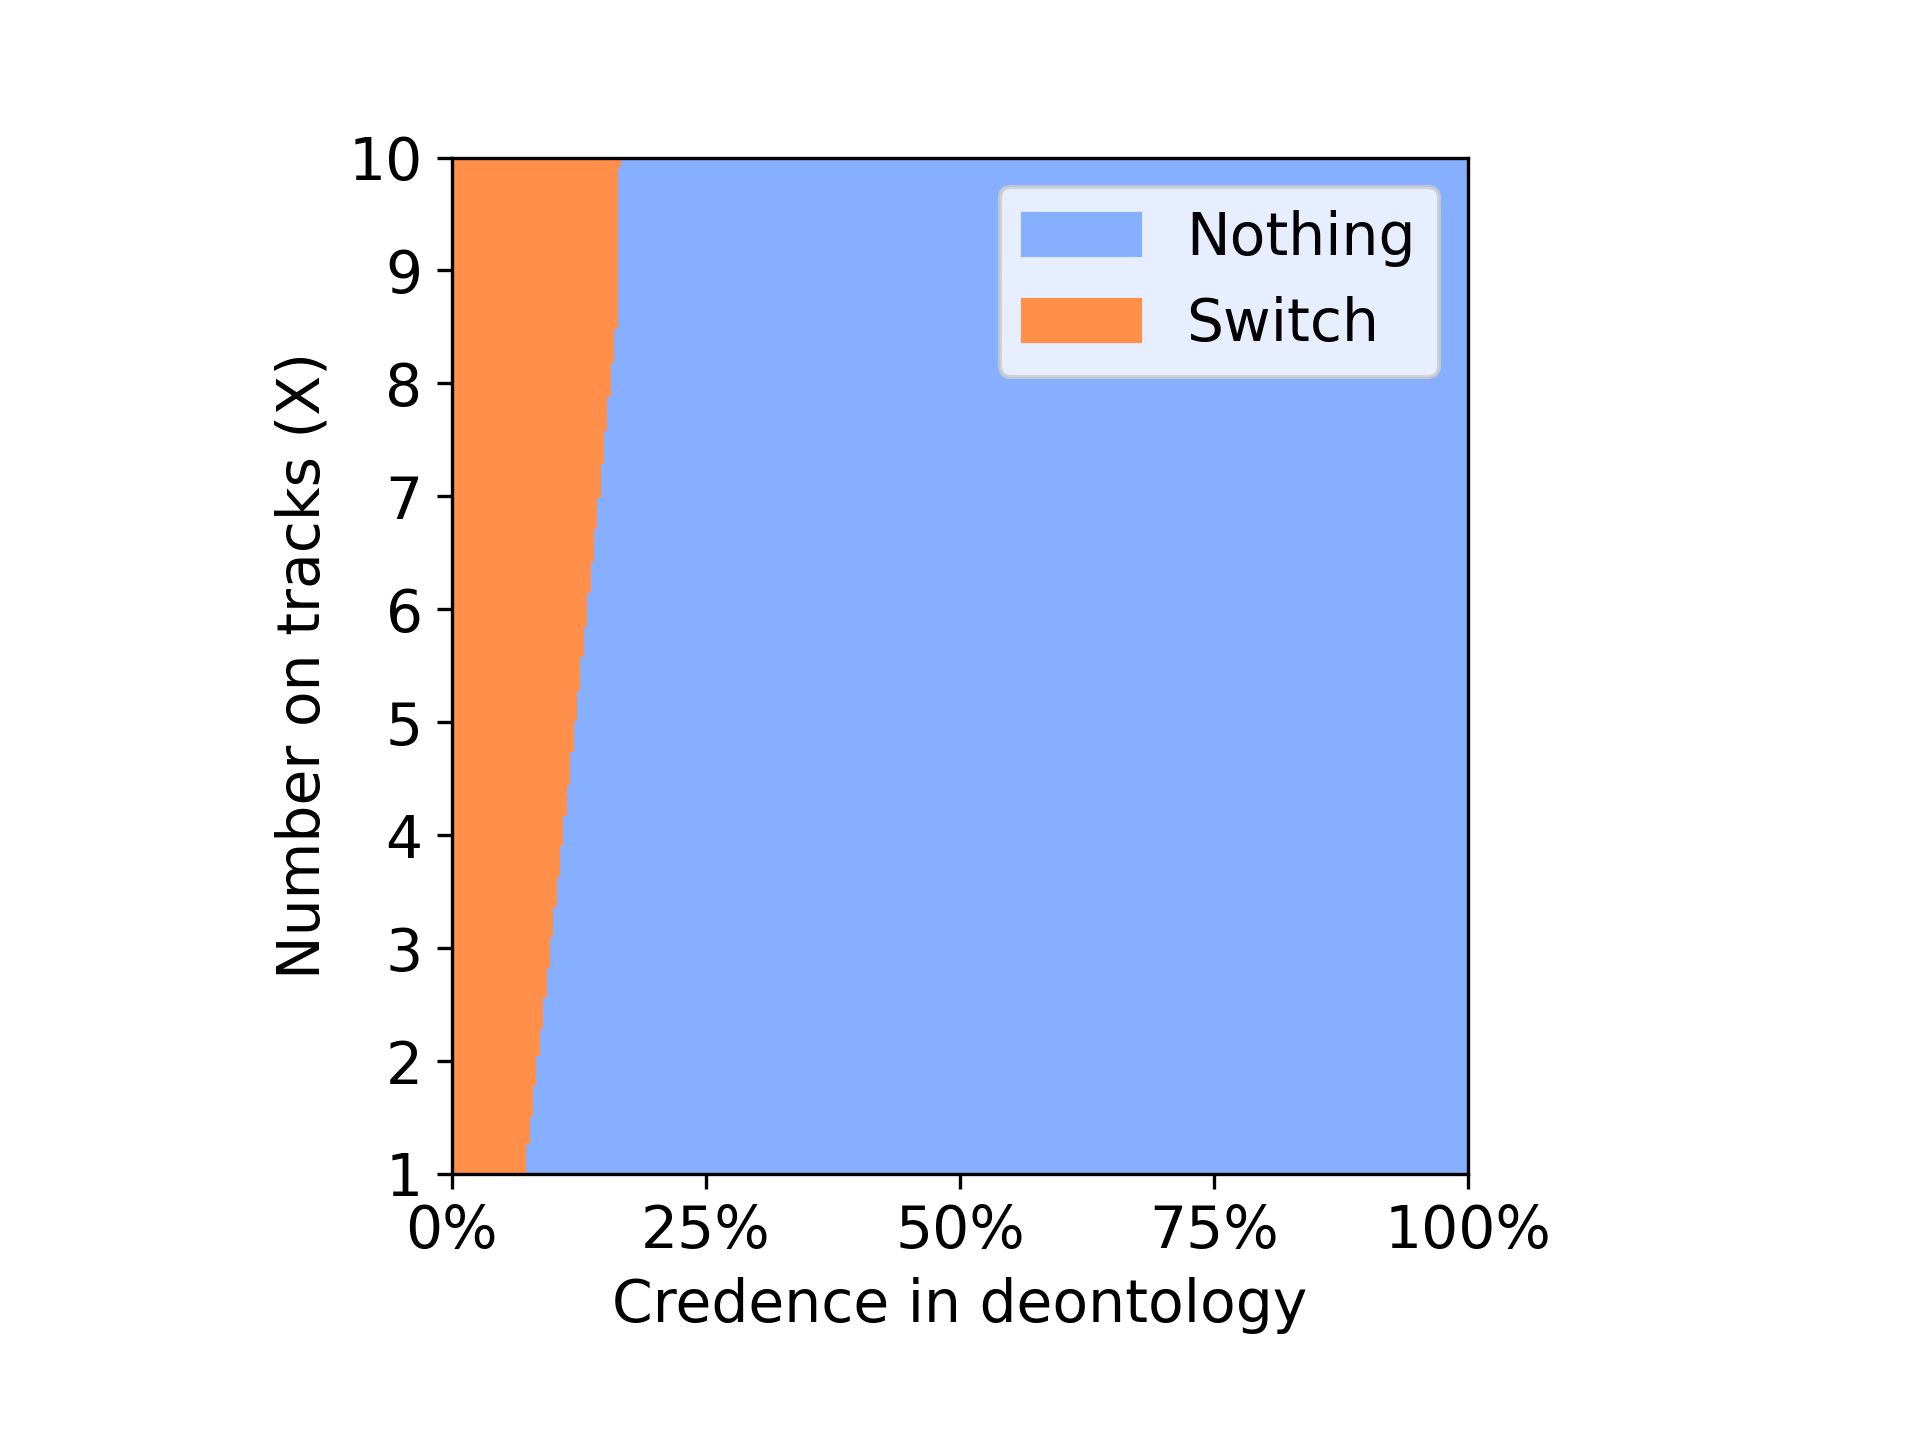 10
9
8
7
6
5
4
3
2
1
Number on tracks (X)
Nothing
Switch
0% 25% 50% 75% 100%
Credence in deontology